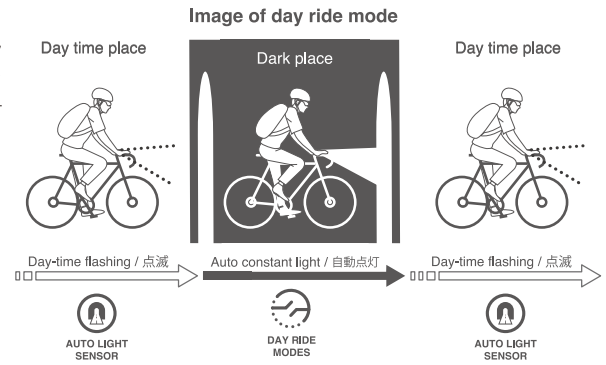 Image of day ride mode
Day time place
Dark place
Day time place
Day-time flashing / 点滅
Auto constant light / 自動点灯
Day-time flashing / 点滅
AUTO LIGHT
SENSOR
DAY RIDE
MODES
AUTO LIGHT
SENSOR